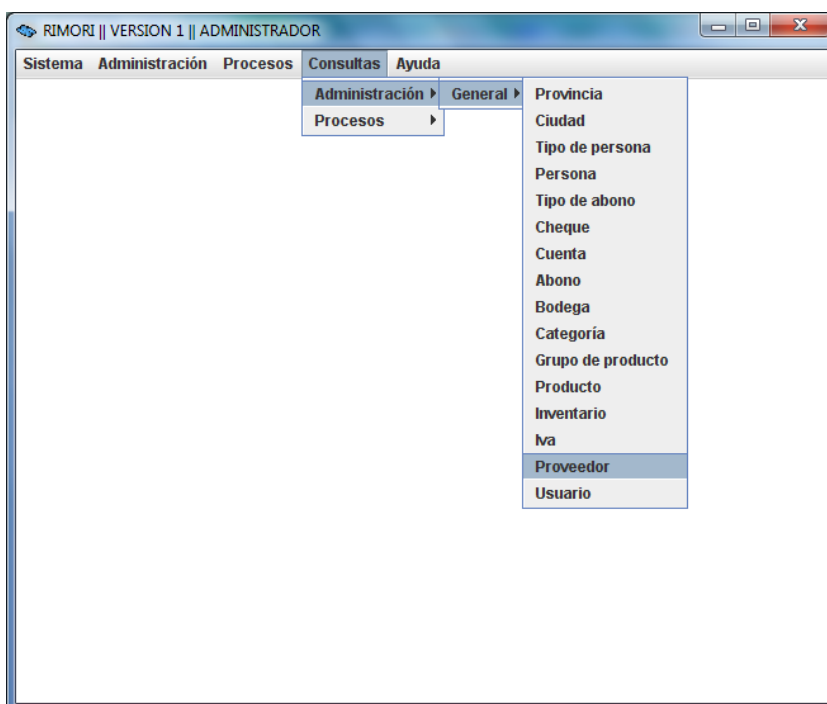 RIMORI || VERSION 1 || ADMINISTRADOR
Sistema Administración Procesos Consultas Ayuda
Administración General Provincia
Procesos Ciudad
Tipo de persona
Persona
Tipo de abono
Cheque
Cuenta
Abono
Bodega
Categoría
Grupo de producto
Producto
Inventario
Iva
Proveedor
Usuario